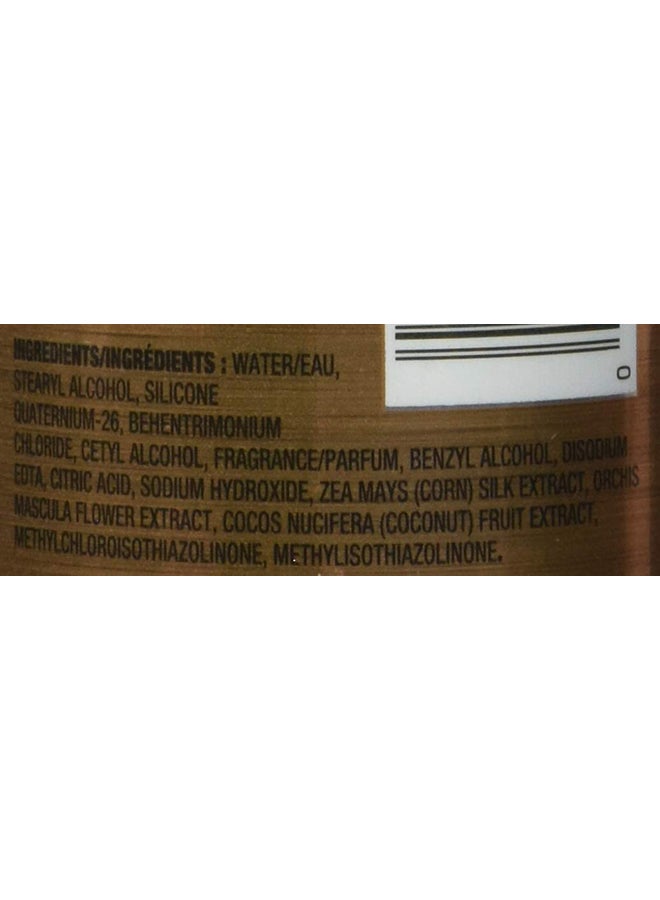 INGREDIENTS/INGRÉDIENTS : WATER/EAU,
STEARYL ALCOHOL, SILICONE
QUATERNIUM-26, BEHENTRIMONIUM
CHLORIDE, CETYL ALCOHOL, FRAGRANCE/PARFUM, BENZYL ALCOHOL, DISODIUM
EDTA, CITRIC ACID, SODIUM HYDROXIDE, ZEA MAYS (CORN) SILK EXTRACT, ORCHIS
MASCULA FLOWER EXTRACT, COCOS NUCIFERA (COCONUT) FRUIT EXTRACT,
METHYLCHLOROISOTHIAZOLINONE, METHYLISOTHIAZOLINONE.
0